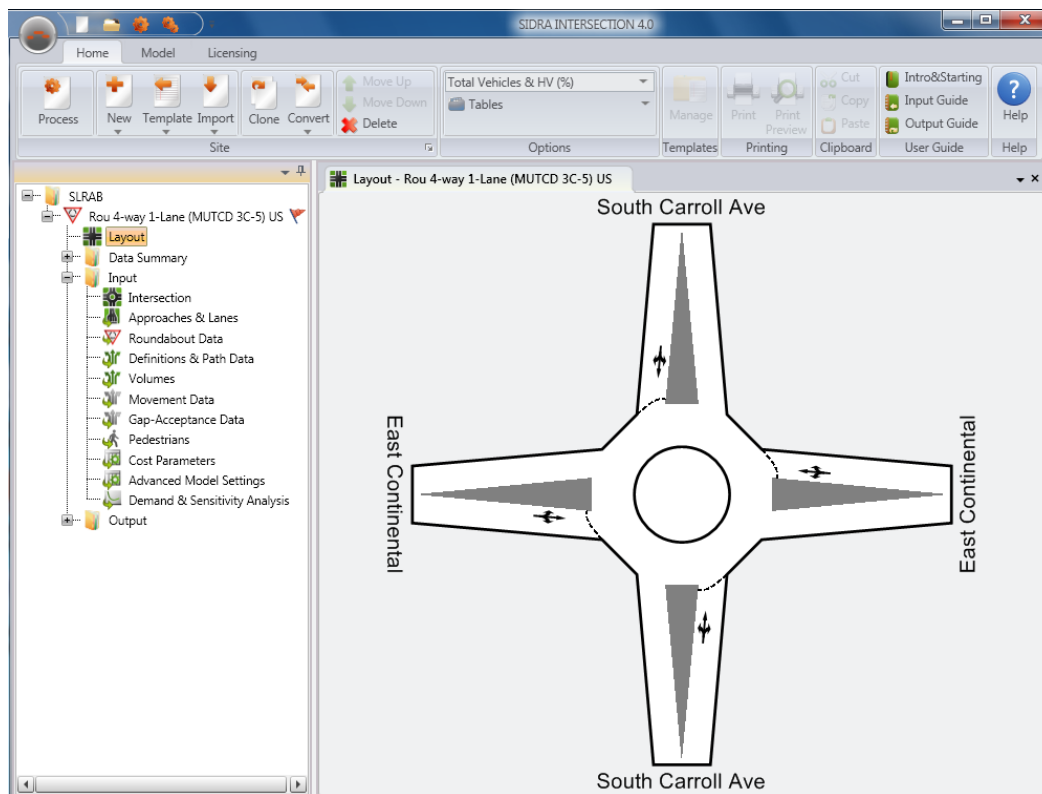 SIDRA INTERSECTION 4.0
Home Model Licensing
Process
New
Template
Import
Clone
Convert
Move Up
Move Down
Delete
Site
Total Vehicles & HV (%)
Tables
Options
Manage
Templates
Print
Print Preview
Printing
Cut
Copy
Paste
Clipboard
Intro&Starting
Input Guide
Output Guide
User Guide
?
Help
Help
SLRAB
Rou 4-way 1-Lane (MUTCD 3C-5) US
Layout
Data Summary
Input
Intersection
Approaches & Lanes
Roundabout Data
Definitions & Path Data
Volumes
Movement Data
Gap-Acceptance Data
Pedestrians
Cost Parameters
Advanced Model Settings
Demand & Sensitivity Analysis
Output
Layout - Rou 4-way 1-Lane (MUTCD 3C-5) US
South Carroll Ave
East Continental
East Continental
South Carroll Ave